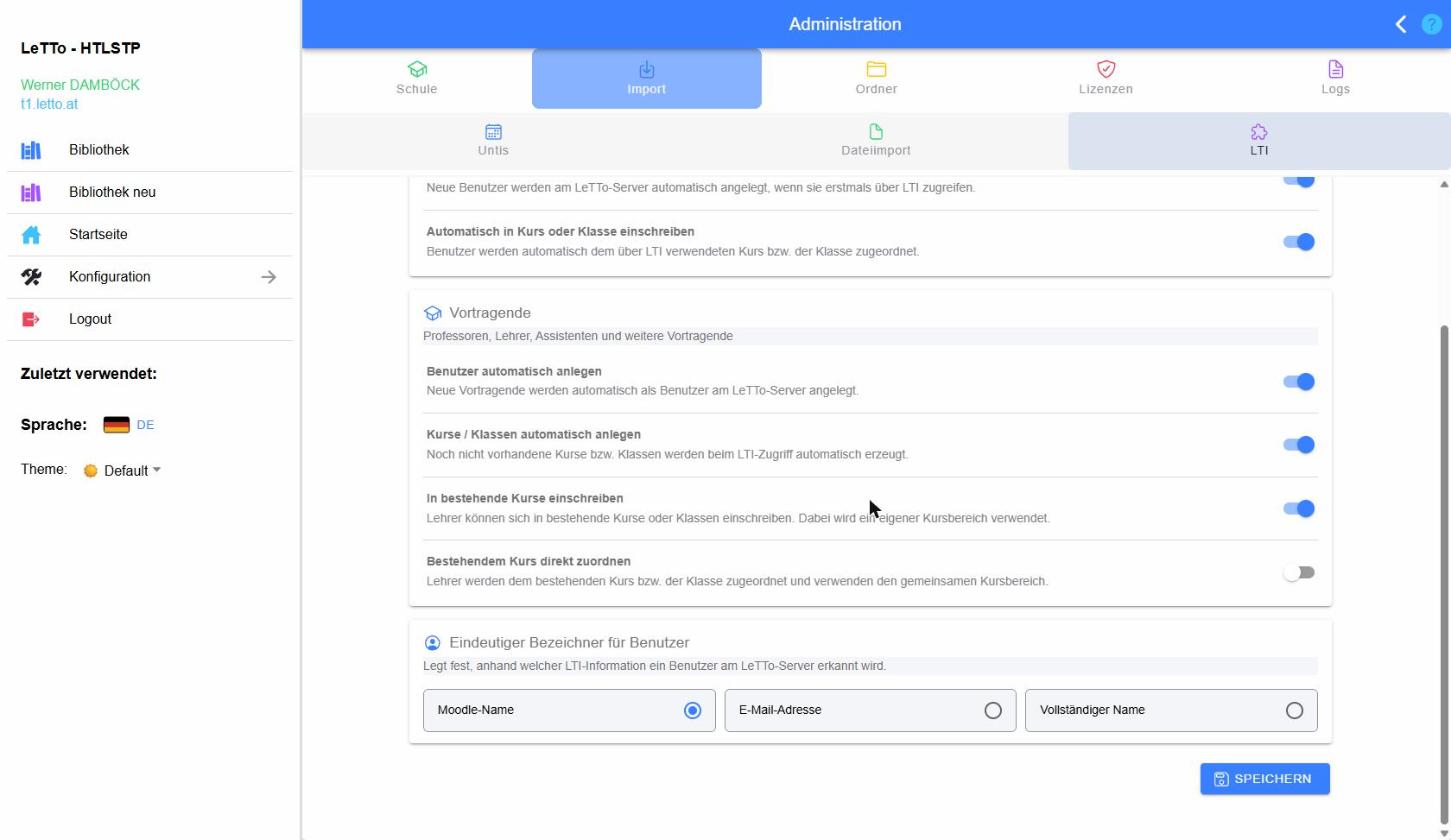 LeTTo - HTLSTP
Werner DAMBÖCK
t1.letto.at
Bibliothek
Bibliothek neu
Startseite
Konfiguration
Logout
Zuletzt verwendet:
Sprache: DE
Theme: Default
Administration
?
Schule
Import
Ordner
Lizenzen
Logs
Untis
Dateiimport
LTI
Neue Benutzer werden am LeTTo-Server automatisch angelegt, wenn sie erstmals über LTI zugreifen.
Automatisch in Kurs oder Klasse einschreiben
Benutzer werden automatisch dem über LTI verwendeten Kurs bzw. der Klasse zugeordnet.
Vortragende
Professoren, Lehrer, Assistenten und weitere Vortragende
Benutzer automatisch anlegen
Neue Vortragende werden automatisch als Benutzer am LeTTo-Server angelegt.
Kurse / Klassen automatisch anlegen
Noch nicht vorhandene Kurse bzw. Klassen werden beim LTI-Zugriff automatisch erzeugt.
In bestehende Kurse einschreiben
Lehrer können sich in bestehende Kurse oder Klassen einschreiben. Dabei wird ein eigener Kursbereich verwendet.
Bestehendem Kurs direkt zuordnen
Lehrer werden dem bestehenden Kurs bzw. der Klasse zugeordnet und verwenden den gemeinsamen Kursbereich.
Eindeutiger Bezeichner für Benutzer
Legt fest, anhand welcher LTI-Information ein Benutzer am LeTTo-Server erkannt wird.
Moodle-Name
E-Mail-Adresse
Vollständiger Name
SPEICHERN